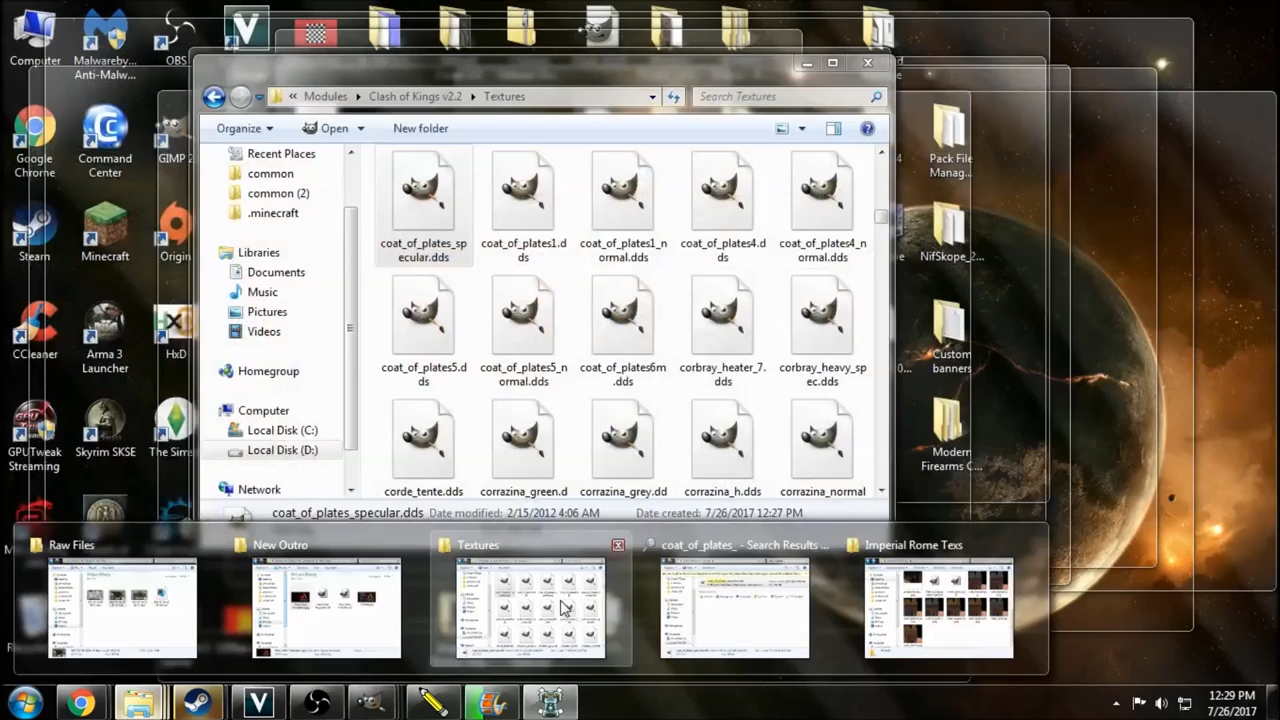 Computer
Malwareby...
Anti-Malw...
OBS
Google
Chrome
Command
Center
GIMP 2
Steam
Minecraft
Origin
CCleaner
Arma 3
Launcher
HxD
GPUTweak
Streaming
Skyrim SKSE
The Sims
« Modules Clash of Kings v2.2 Textures
Search Textures
Organize
Open
New folder
Recent Places
common
common (2)
.minecraft
Libraries
Documents
Music
Pictures
Videos
Homegroup
Computer
Local Disk (C:)
Local Disk (D:)
Network
coat_of_plates_sp
ecular.dds
coat_of_plates1.d
ds
coat_of_plates1_n
ormal.dds
coat_of_plates4.d
ds
coat_of_plates4_n
ormal.dds
coat_of_plates5.d
ds
coat_of_plates5_n
ormal.dds
coat_of_plates6m
.dds
corbray_heater_7.
dds
corbray_heavy_sp
ec.dds
corde_tente.dds
corrazina_green.d
corrazina_grey.dd
corrazina_h.dds
corrazina_normal
coat_of_plates_specular.dds Date modified: 2/15/2012 4:06 AM Date created: 7/26/2017 12:27 PM
Pack File
Manag...
NifSkope_2...
Custom
banners
Modern
Firearms C...
Raw Files
New Outro
Textures
coat_of_plates_ - Search Results ...
Imperial Rome Texs
12:29 PM
7/26/2017